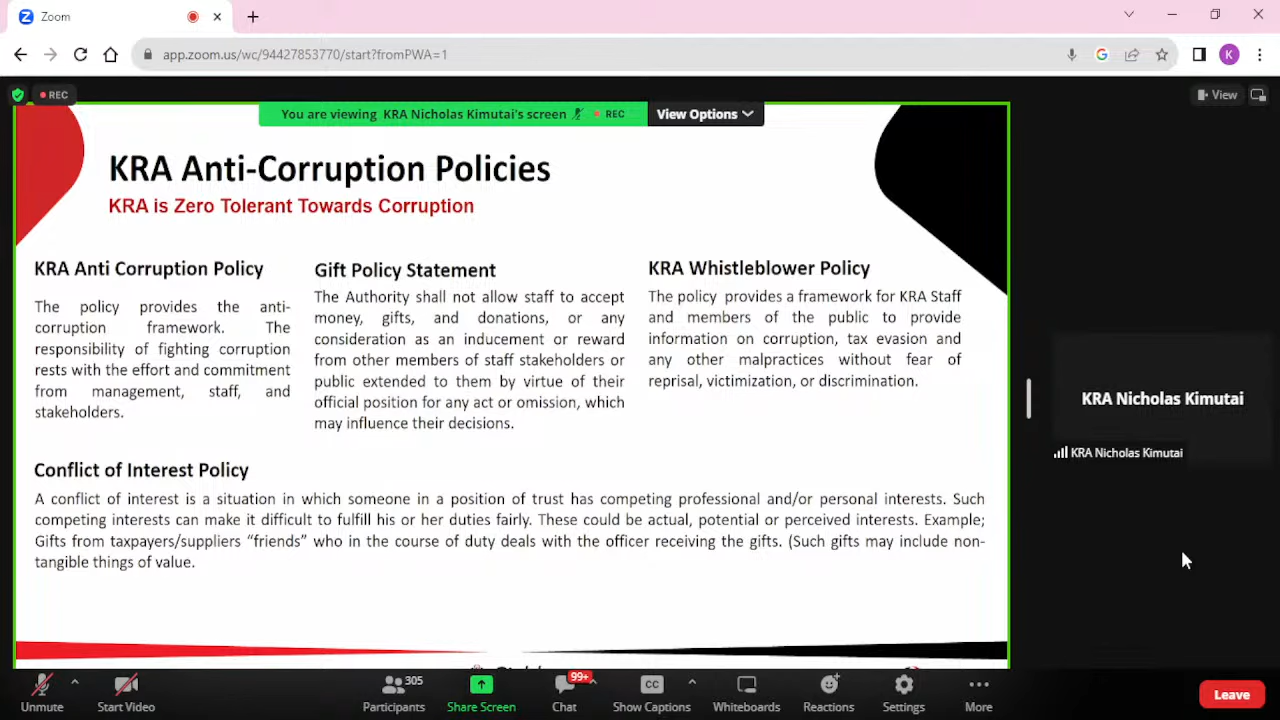 Zoom
app.zoom.us/wc/94427853770/start?fromPWA=1
K
REC
You are viewing KRA Nicholas Kimutai's screen
REC
View Options
View
KRA Anti-Corruption Policies
KRA is Zero Tolerant Towards Corruption
KRA Anti Corruption Policy
The policy provides the anti-
corruption framework. The
responsibility of fighting corruption
rests with the effort and commitment
from management, staff, and
stakeholders.
Gift Policy Statement
The Authority shall not allow staff to accept
money, gifts, and donations, or any
consideration as an inducement or reward
from other members of staff stakeholders or
public extended to them by virtue of their
official position for any act or omission, which
may influence their decisions.
KRA Whistleblower Policy
The policy provides a framework for KRA Staff
and members of the public to provide
information on corruption, tax evasion and
any other malpractices without fear of
reprisal, victimization, or discrimination.
Conflict of Interest Policy
A conflict of interest is a situation in which someone in a position of trust has competing professional and/or personal interests. Such
competing interests can make it difficult to fulfill his or her duties fairly. These could be actual, potential or perceived interests. Example;
Gifts from taxpayers/suppliers “friends” who in the course of duty deals with the officer receiving the gifts. (Such gifts may include non-
tangible things of value.
KRA Nicholas Kimutai
KRA Nicholas Kimutai
Unmute
Start Video
305
Participants
Share Screen
99+
Chat
CC
Show Captions
Whiteboards
Reactions
Settings
More
Leave